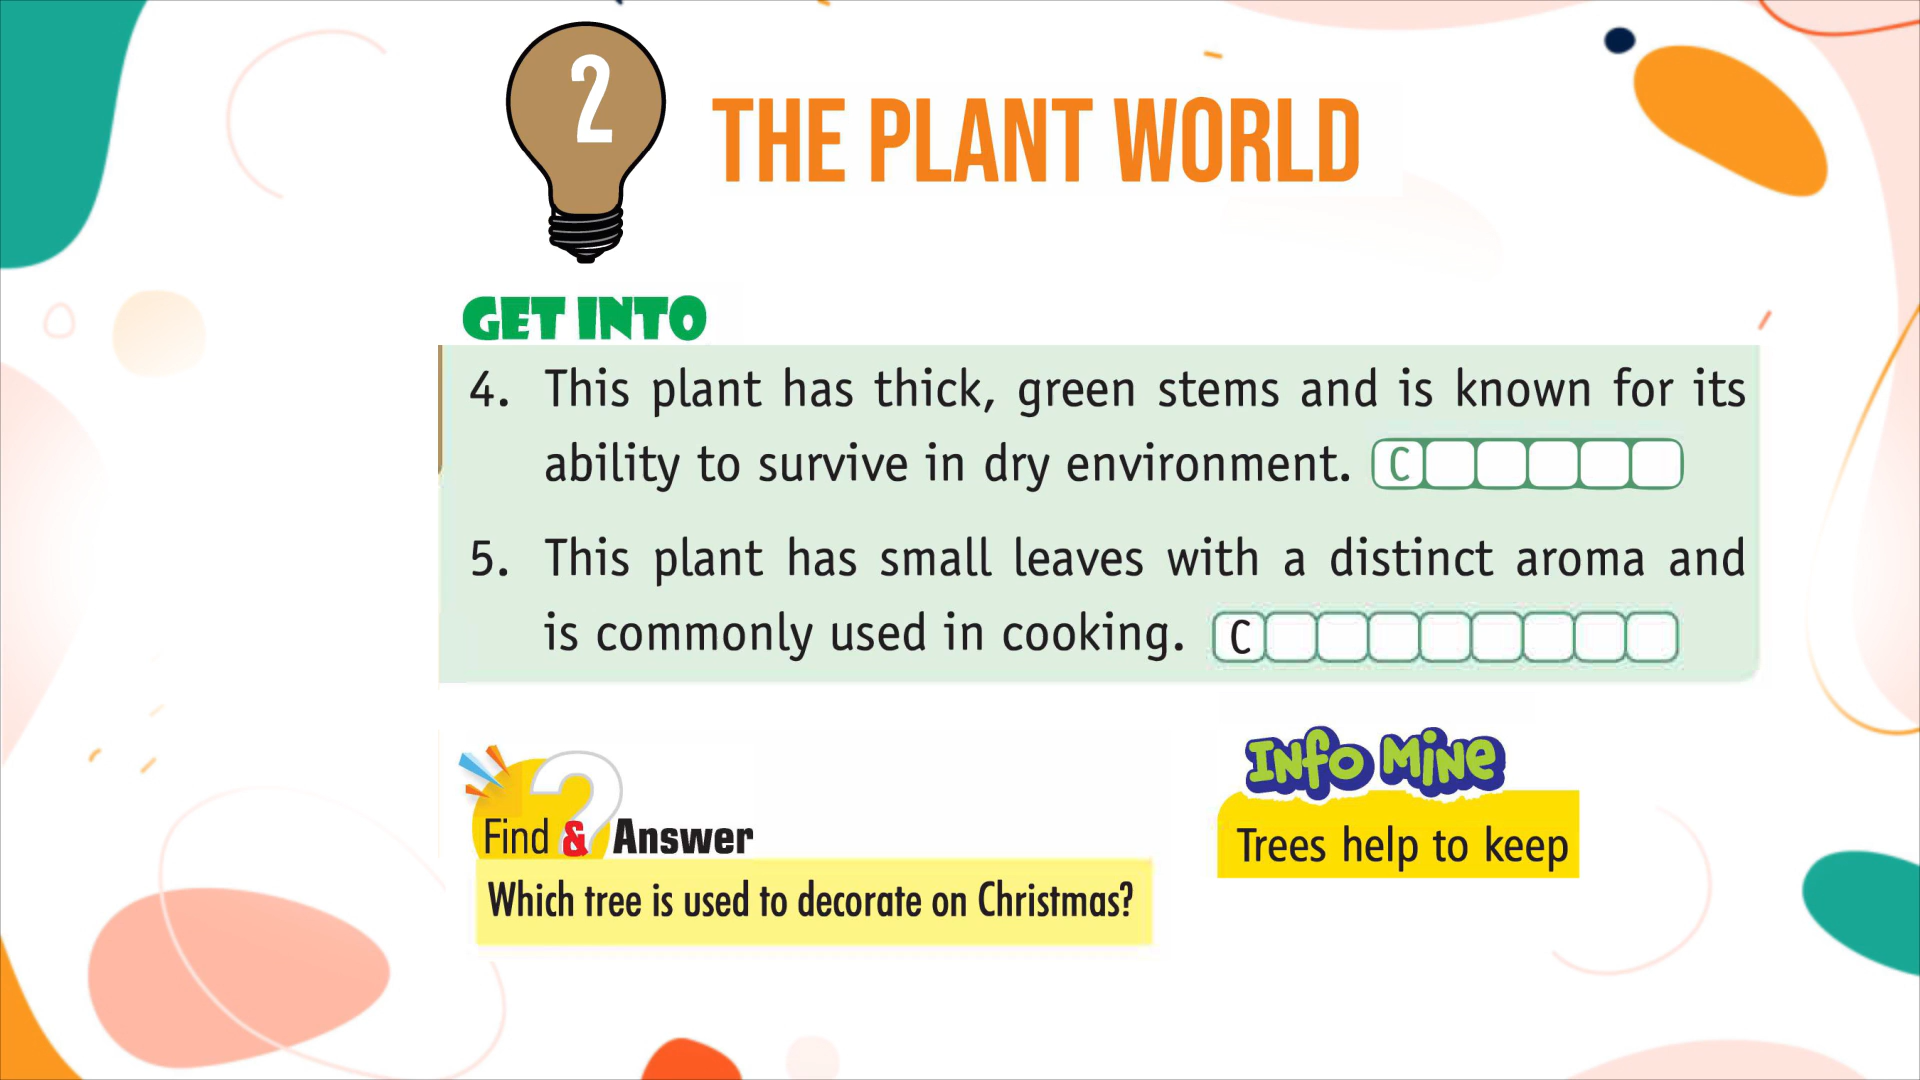 2
THE PLANT WORLD
GET INTO
4. This plant has thick, green stems and is known for its
ability to survive in dry environment. C
5. This plant has small leaves with a distinct aroma and
is commonly used in cooking. C
Find & Answer
Which tree is used to decorate on Christmas?
Info Mine
Trees help to keep